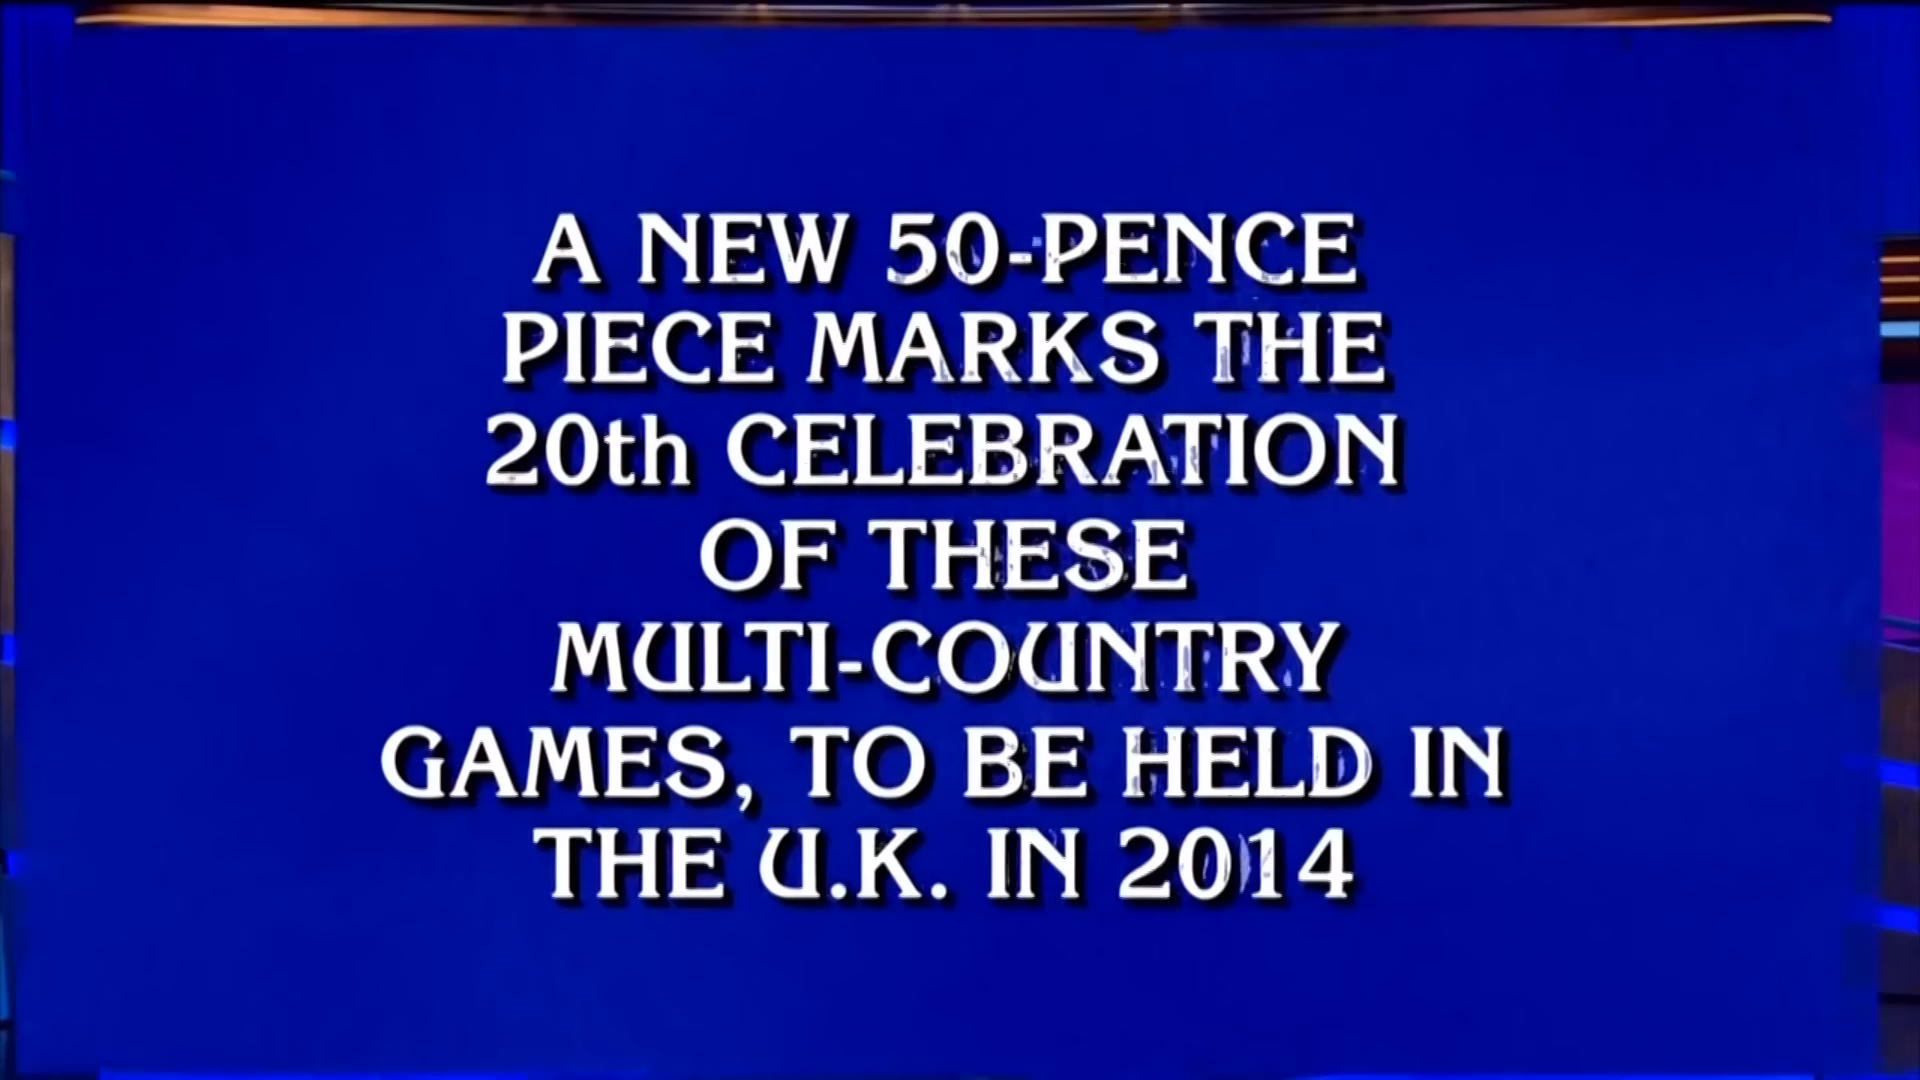 A NEW 50-PENCE
PIECE MARKS THE
20th CELEBRATION
OF THESE
MULTI-COUNTRY
GAMES, TO BE HELD IN
THE U.K. IN 2014